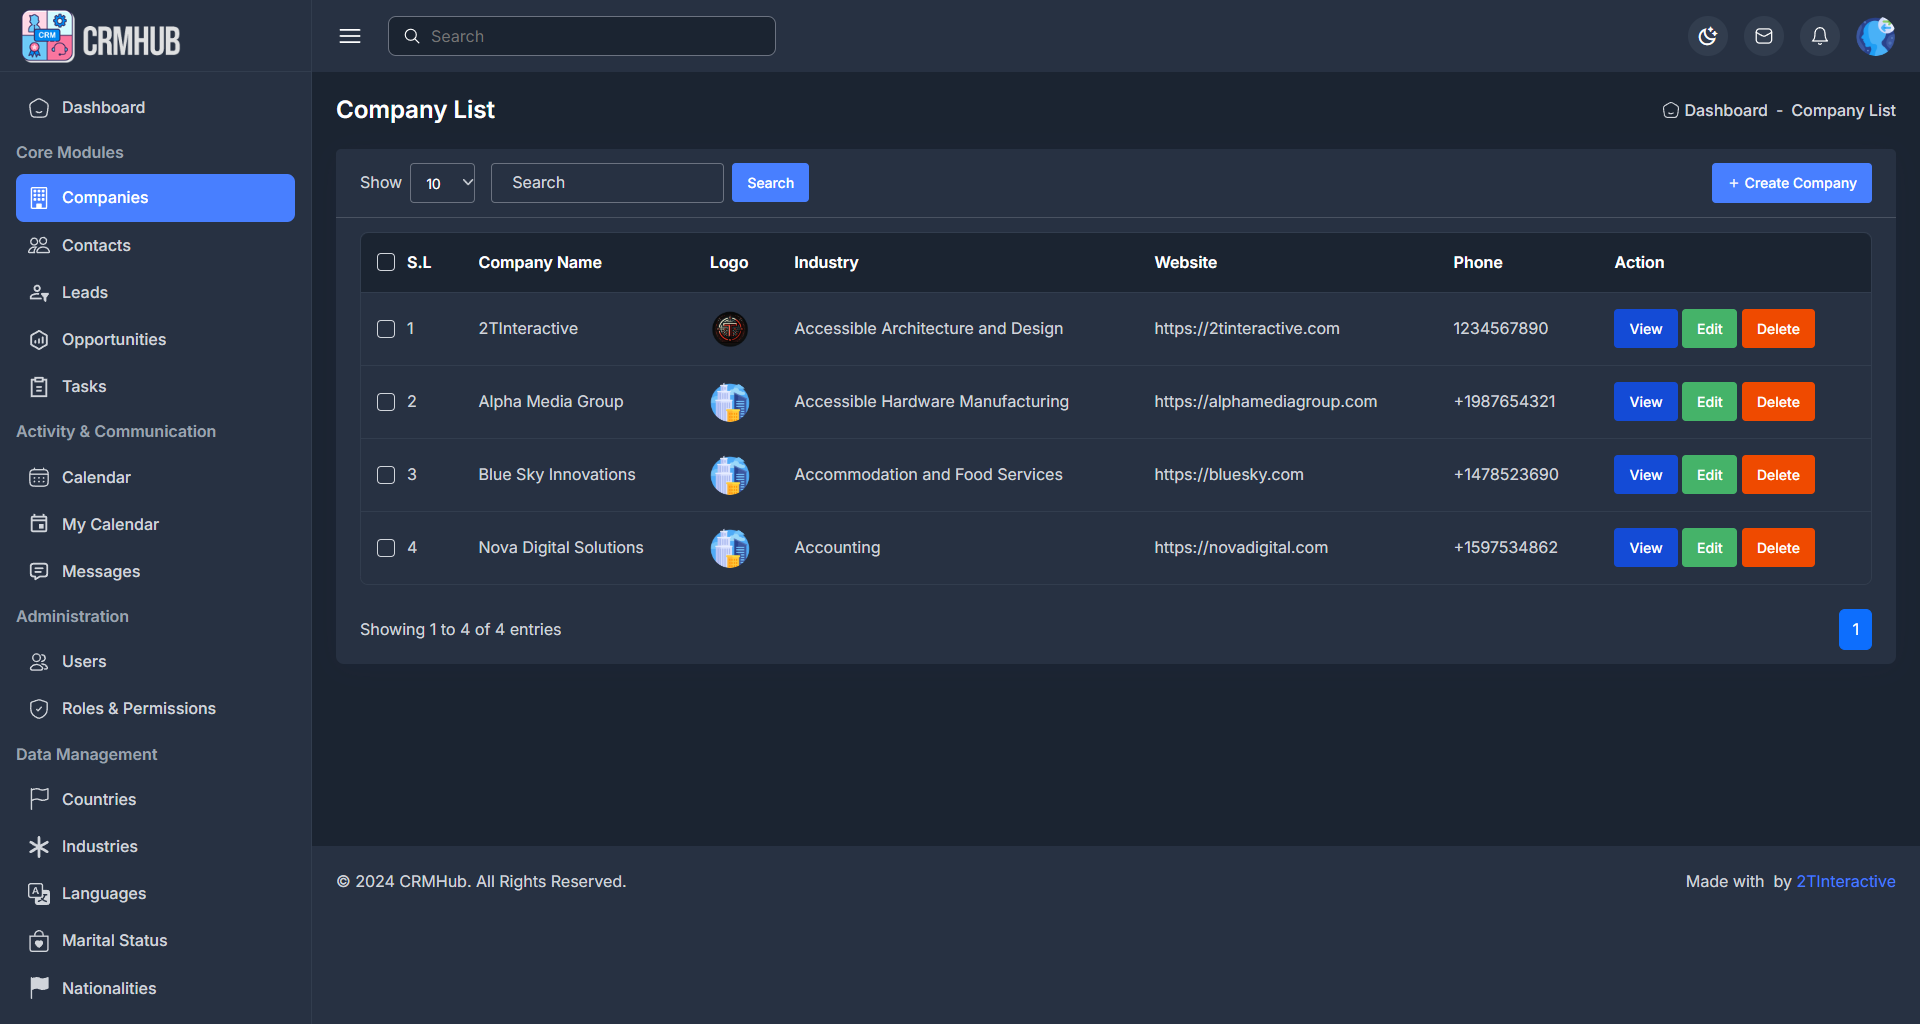 CRM
CRMHUB
Search
Dashboard
Core Modules
Companies
Contacts
Leads
Opportunities
Tasks
Activity & Communication
Calendar
My Calendar
Messages
Administration
Users
Roles & Permissions
Data Management
Countries
Industries
Languages
Marital Status
Nationalities
Company List
Dashboard - Company List
Show 10 Search Search + Create Company
S.L Company Name Logo Industry Website Phone Action
1 2TInteractive Accessible Architecture and Design https://2tinteractive.com 1234567890 View Edit Delete
2 Alpha Media Group Accessible Hardware Manufacturing https://alphamediagroup.com +1987654321 View Edit Delete
3 Blue Sky Innovations Accommodation and Food Services https://bluesky.com +1478523690 View Edit Delete
4 Nova Digital Solutions Accounting https://novadigital.com +1597534862 View Edit Delete
Showing 1 to 4 of 4 entries 1
© 2024 CRMHub. All Rights Reserved. Made with by 2TInteractive